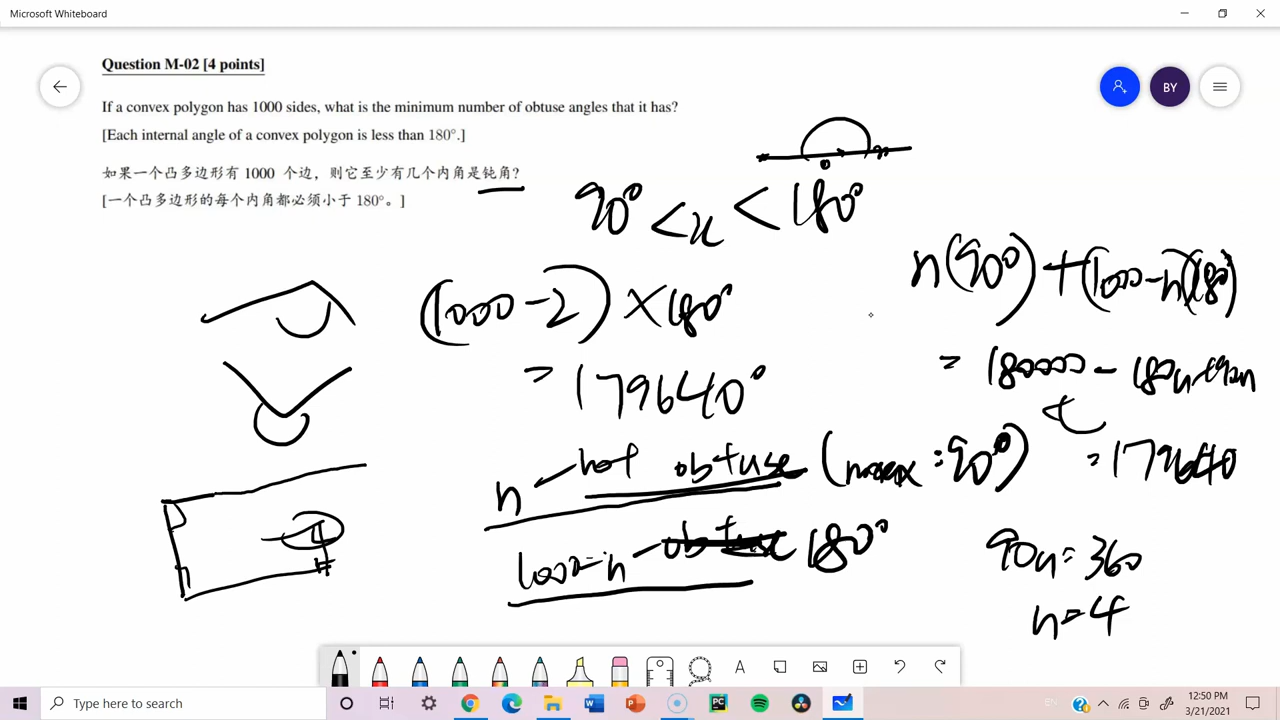 Microsoft Whiteboard
Question M-02 [4 points]
BY
If a convex polygon has 1000 sides, what is the minimum number of obtuse angles that it has?
[Each internal angle of a convex polygon is less than 180°.]
如果一个凸多边形有 1000 个边，则它至少有几个内角是钝角?
[一个凸多边形的每个内角都必须小于 180°。]
90° < x < 180°
n(90°) + (1000-n)(180°)
(1000-2) × 180°
= 180000 - 180n + 90n
= 179640°
= 179640
n not obtuse (max: 90°)
1000-n obtuse 180°
90n = 360
n = 4
A
Type here to search
12:50 PM
3/21/2021